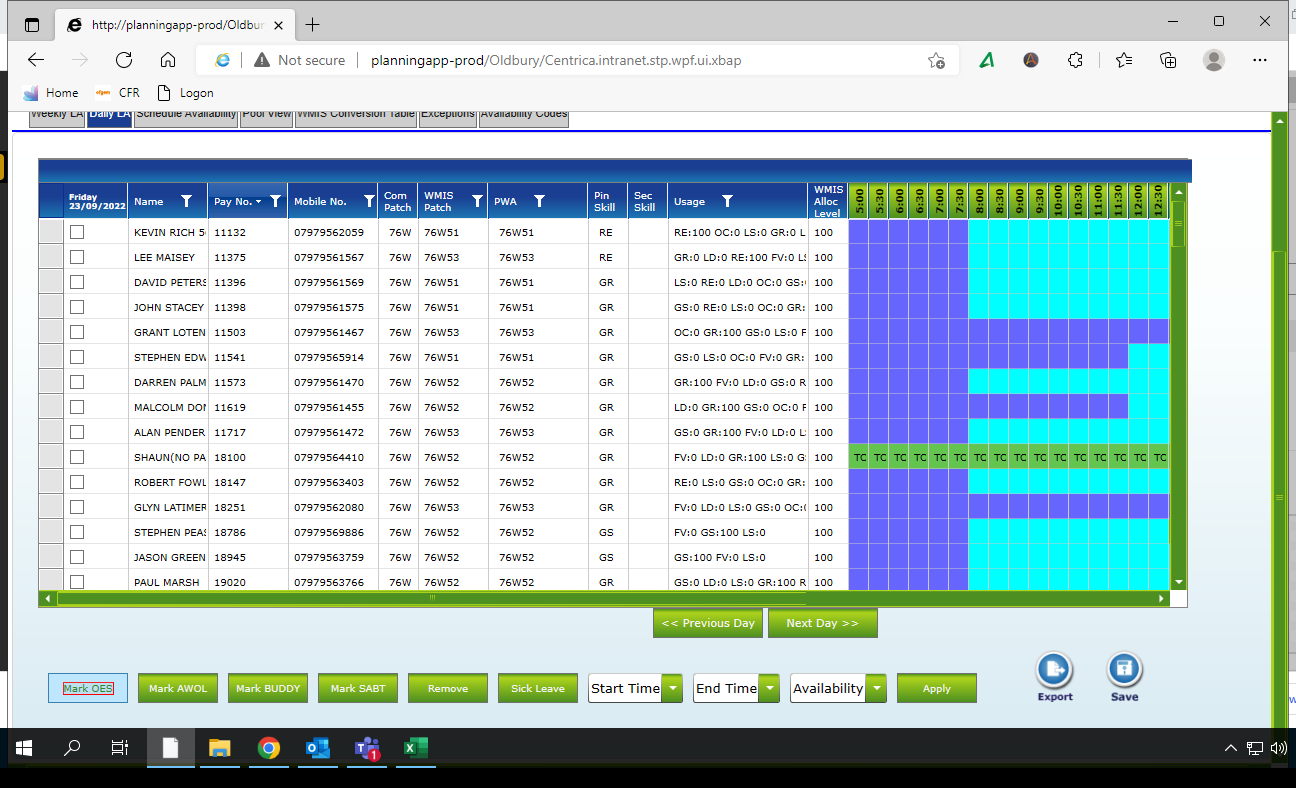 http://planningapp-prod/Oldbur
Not secure planningapp-prod/Oldbury/Centrica.intranet.stp.wpf.ui.xbap
Home CFR Logon
Weekly LA Daily LA Schedule Availability Pool View WMIS Conversion Table Exceptions Availability Codes
Friday 23/09/2022 Name Pay No. Mobile No. Com Patch WMIS Patch PWA Pin Skill Sec Skill Usage WMIS Alloc Level 5:00 5:30 6:00 6:30 7:00 7:30 8:00 8:30 9:00 9:30 10:00 10:30 11:00 11:30 12:00 12:30
KEVIN RICH 5 11132 07979562059 76W 76W51 76W51 RE RE:100 OC:0 LS:0 GR:0 L 100
LEE MAISEY 11375 07979561567 76W 76W53 76W53 RE GR:0 LD:0 RE:100 FV:0 LS 100
DAVID PETERS 11396 07979561569 76W 76W51 76W51 GR LS:0 RE:0 LD:0 OC:0 GS: 100
JOHN STACEY 11398 07979561575 76W 76W51 76W51 GR GS:0 RE:0 LS:0 OC:0 GR: 100
GRANT LOTEN 11503 07979561467 76W 76W53 76W53 GR OC:0 GR:100 GS:0 LS:0 F 100
STEPHEN EDW 11541 07979565914 76W 76W51 76W51 GR GS:0 LS:0 OC:0 FV:0 GR: 100
DARREN PALM 11573 07979561470 76W 76W52 76W52 GR GR:100 FV:0 LD:0 GS:0 R 100
MALCOLM DON 11619 07979561455 76W 76W52 76W52 GR LD:0 GR:100 GS:0 OC:0 F 100
ALAN PENDER 11717 07979561472 76W 76W53 76W53 GR GS:0 GR:100 FV:0 LD:0 L 100
SHAUN(NO PA 18100 07979564410 76W 76W52 76W52 GR FV:0 LD:0 GR:100 LS:0 G 100 TC TC TC TC TC TC TC TC TC TC TC TC TC TC TC TC
ROBERT FOWL 18147 07979563403 76W 76W52 76W52 GR RE:0 LS:0 GS:0 OC:0 GR: 100
GLYN LATIMER 18251 07979562080 76W 76W53 76W53 GR FV:0 LD:0 LS:0 GS:0 OC: 100
STEPHEN PEAS 18786 07979569886 76W 76W52 76W52 GS FV:0 GS:100 LS:0 100
JASON GREEN 18945 07979563759 76W 76W52 76W52 GS GS:100 FV:0 LS:0 100
PAUL MARSH 19020 07979563766 76W 76W52 76W52 GR GS:0 LD:0 LS:0 GR:100 R 100
<< Previous Day Next Day >>
Mark OES Mark AWOL Mark BUDDY Mark SABT Remove Sick Leave Start Time End Time Availability Apply Export Save
1